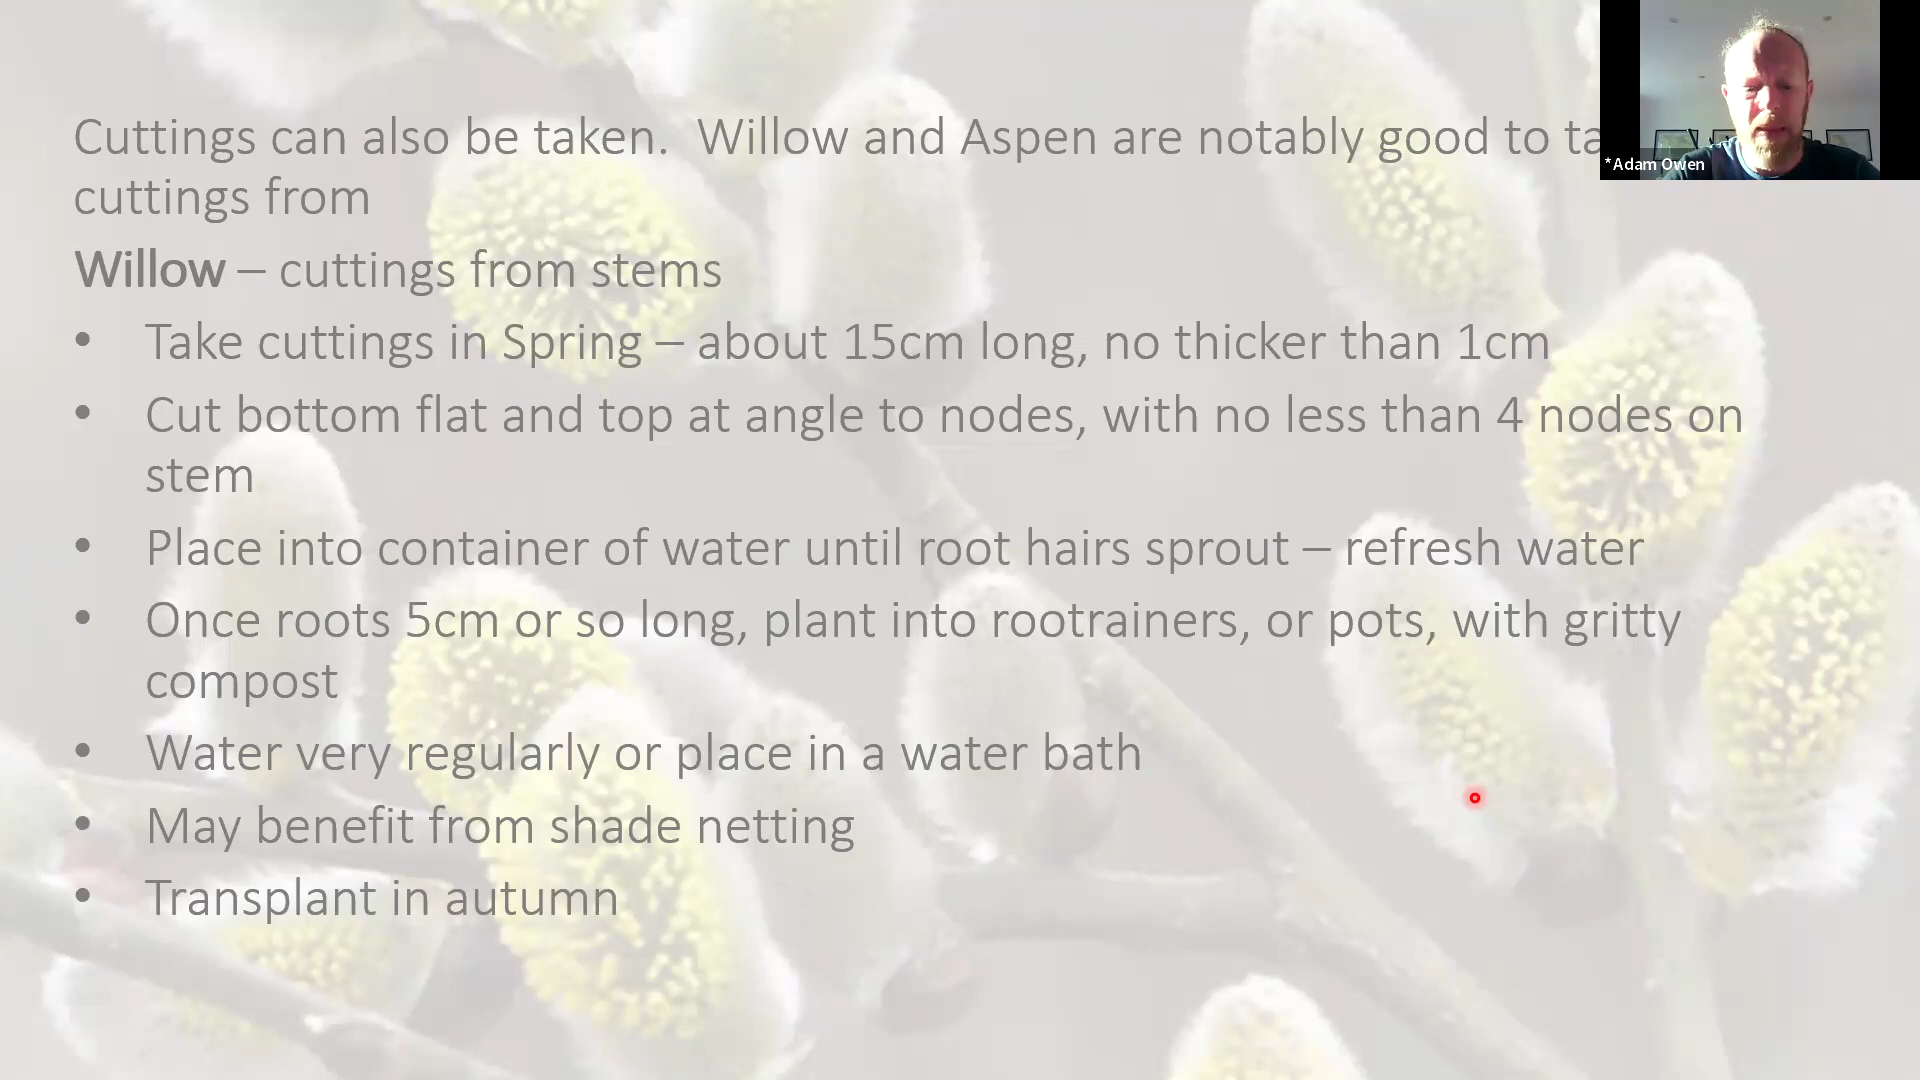 Cuttings can also be taken. Willow and Aspen are notably good to
cuttings from
Willow – cuttings from stems
• Take cuttings in Spring – about 15cm long, no thicker than 1cm
• Cut bottom flat and top at angle to nodes, with no less than 4 nodes on
stem
• Place into container of water until root hairs sprout – refresh water
• Once roots 5cm or so long, plant into rootrainers, or pots, with gritty
compost
• Water very regularly or place in a water bath
• May benefit from shade netting
• Transplant in autumn
*Adam Owen